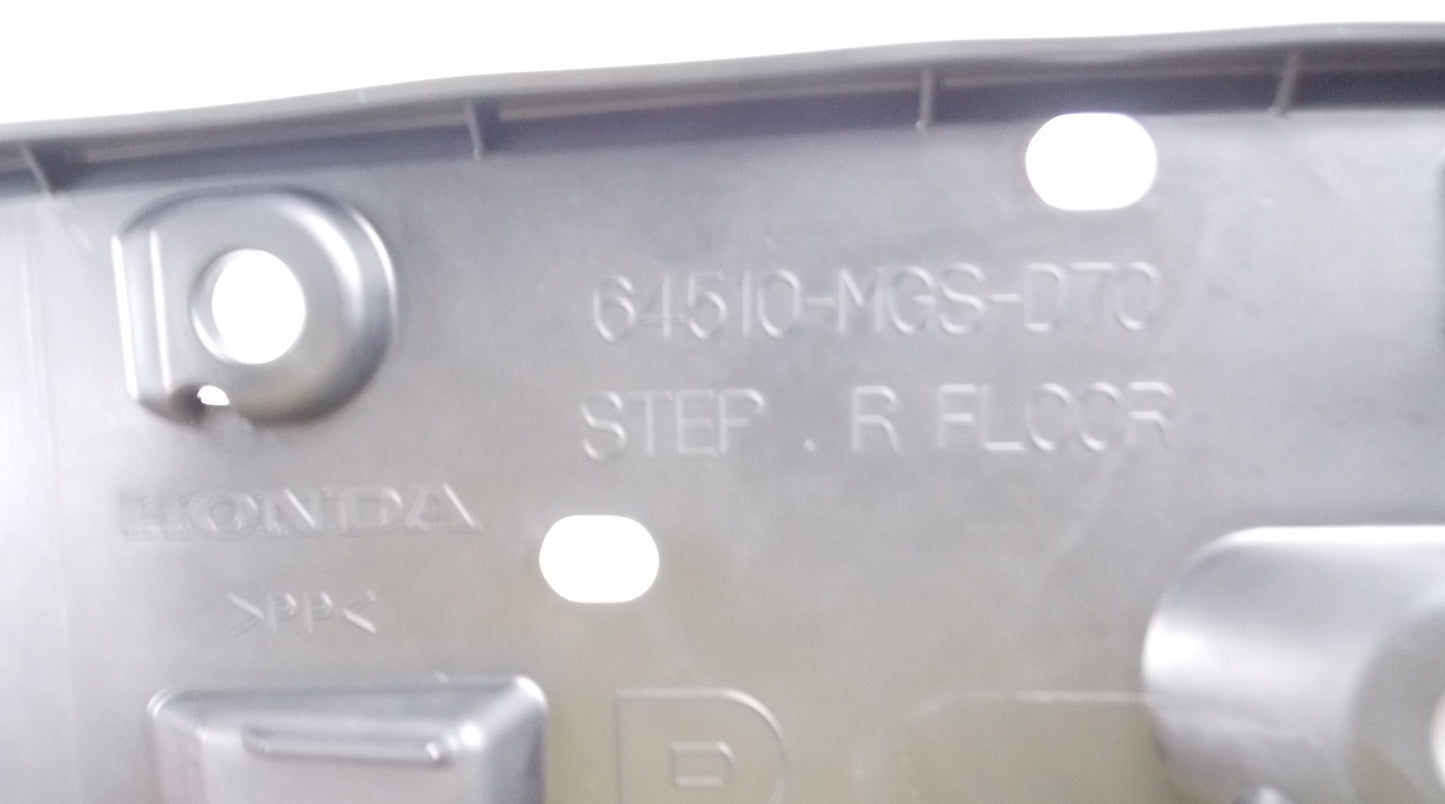 64510-MGS-D70
STEP . R FLOOR
HONDA
>PP<